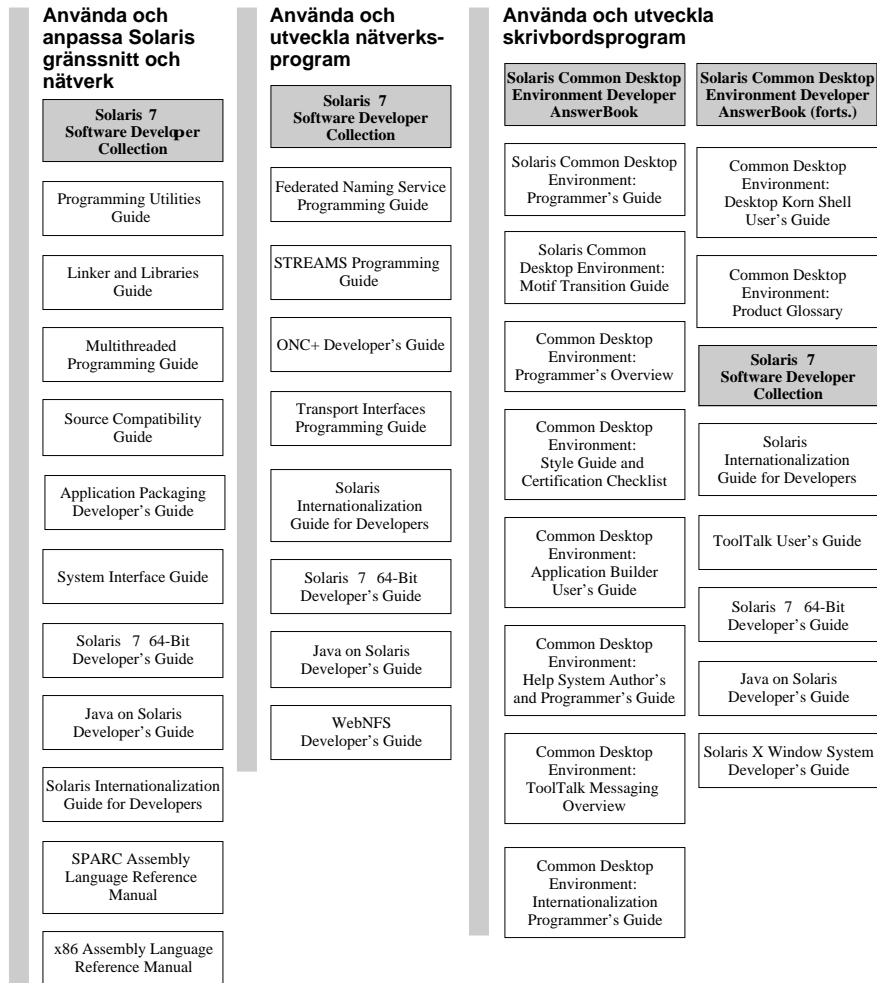 Använda och
anpassa Solaris
gränssnitt och
nätverk
Solaris 7
Software Developer
Collection
Programming Utilities
Guide
Linker and Libraries
Guide
Multithreaded
Programming Guide
Source Compatibility
Guide
Application Packaging
Developer's Guide
System Interface Guide
Solaris 7 64-Bit
Developer's Guide
Java on Solaris
Developer's Guide
Solaris Internationalization
Guide for Developers
SPARC Assembly
Language Reference
Manual
x86 Assembly Language
Reference Manual
Använda och
utveckla nätverks-
program
Solaris 7
Software Developer
Collection
Federated Naming Service
Programming Guide
STREAMS Programming
Guide
ONC+ Developer's Guide
Transport Interfaces
Programming Guide
Solaris
Internationalization
Guide for Developers
Solaris 7 64-Bit
Developer's Guide
Java on Solaris
Developer's Guide
WebNFS
Developer's Guide
Använda och utveckla
skrivbordsprogram
Solaris Common Desktop
Environment Developer
AnswerBook
Solaris Common Desktop
Environment:
Programmer's Guide
Solaris Common
Desktop Environment:
Motif Transition Guide
Common Desktop
Environment:
Programmer's Overview
Common Desktop
Environment:
Style Guide and
Certification Checklist
Common Desktop
Environment:
Application Builder
User's Guide
Common Desktop
Environment:
Help System Author's
and Programmer's Guide
Common Desktop
Environment:
ToolTalk Messaging
Overview
Common Desktop
Environment:
Internationalization
Programmer's Guide
Solaris Common Desktop
Environment Developer
AnswerBook (forts.)
Common Desktop
Environment:
Desktop Korn Shell
User's Guide
Common Desktop
Environment:
Product Glossary
Solaris 7
Software Developer
Collection
Solaris
Internationalization
Guide for Developers
ToolTalk User's Guide
Solaris 7 64-Bit
Developer's Guide
Java on Solaris
Developer's Guide
Solaris X Window System
Developer's Guide